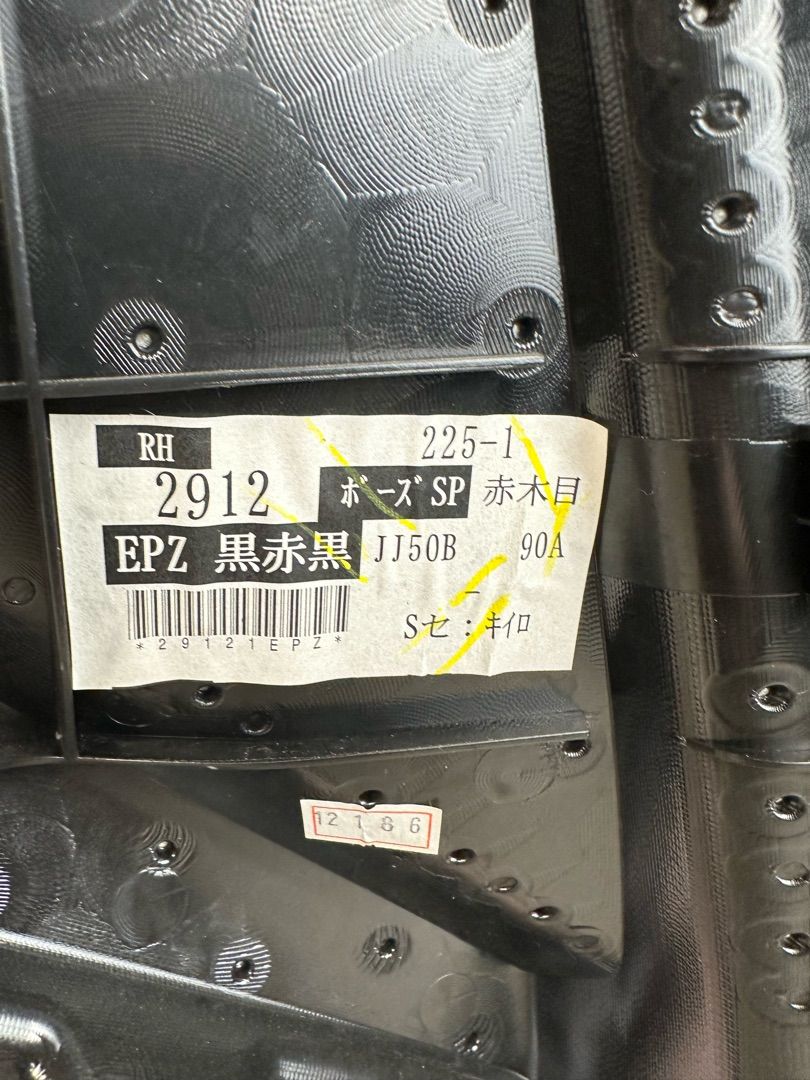 RH 225-1
2912 ボーズSP 赤木目
EPZ 黒赤黒 JJ50B 90A
-
*29121EPZ* Sセ:キイロ
12186